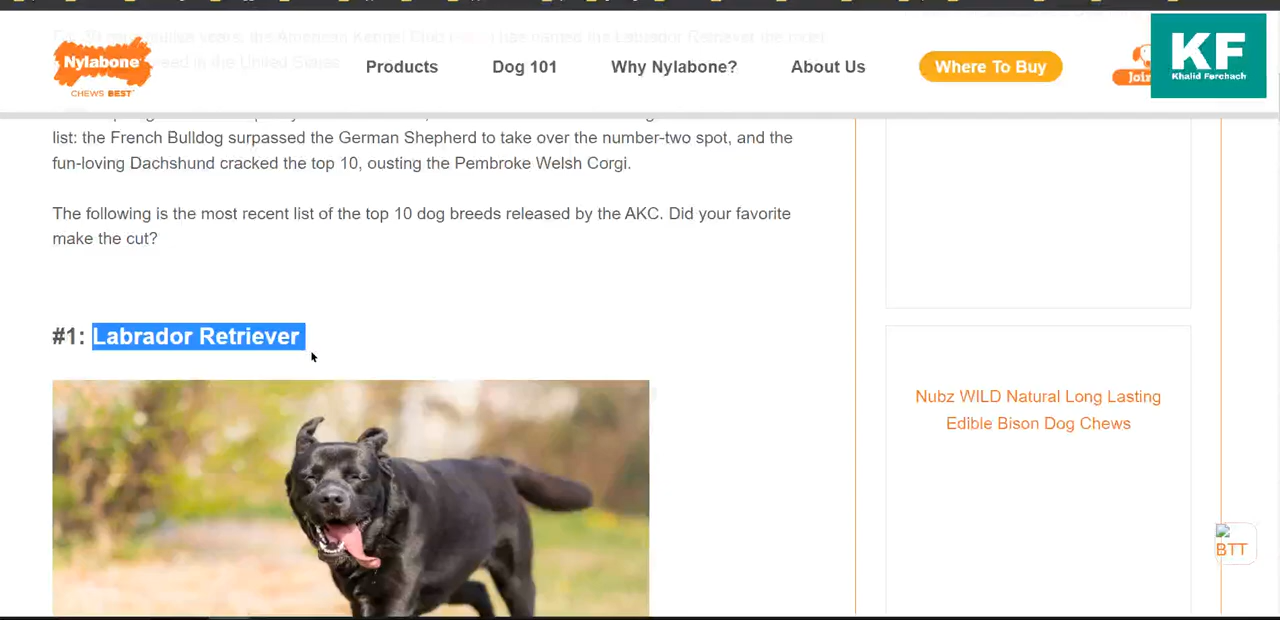 Nylabone
CHEWS BEST
Products
Dog 101
Why Nylabone?
About Us
Where To Buy
Join
KF
Khalid Farhach
list: the French Bulldog surpassed the German Shepherd to take over the number-two spot, and the
fun-loving Dachshund cracked the top 10, ousting the Pembroke Welsh Corgi.
The following is the most recent list of the top 10 dog breeds released by the AKC. Did your favorite
make the cut?
#1: Labrador Retriever
Nubz WILD Natural Long Lasting
Edible Bison Dog Chews
BTT